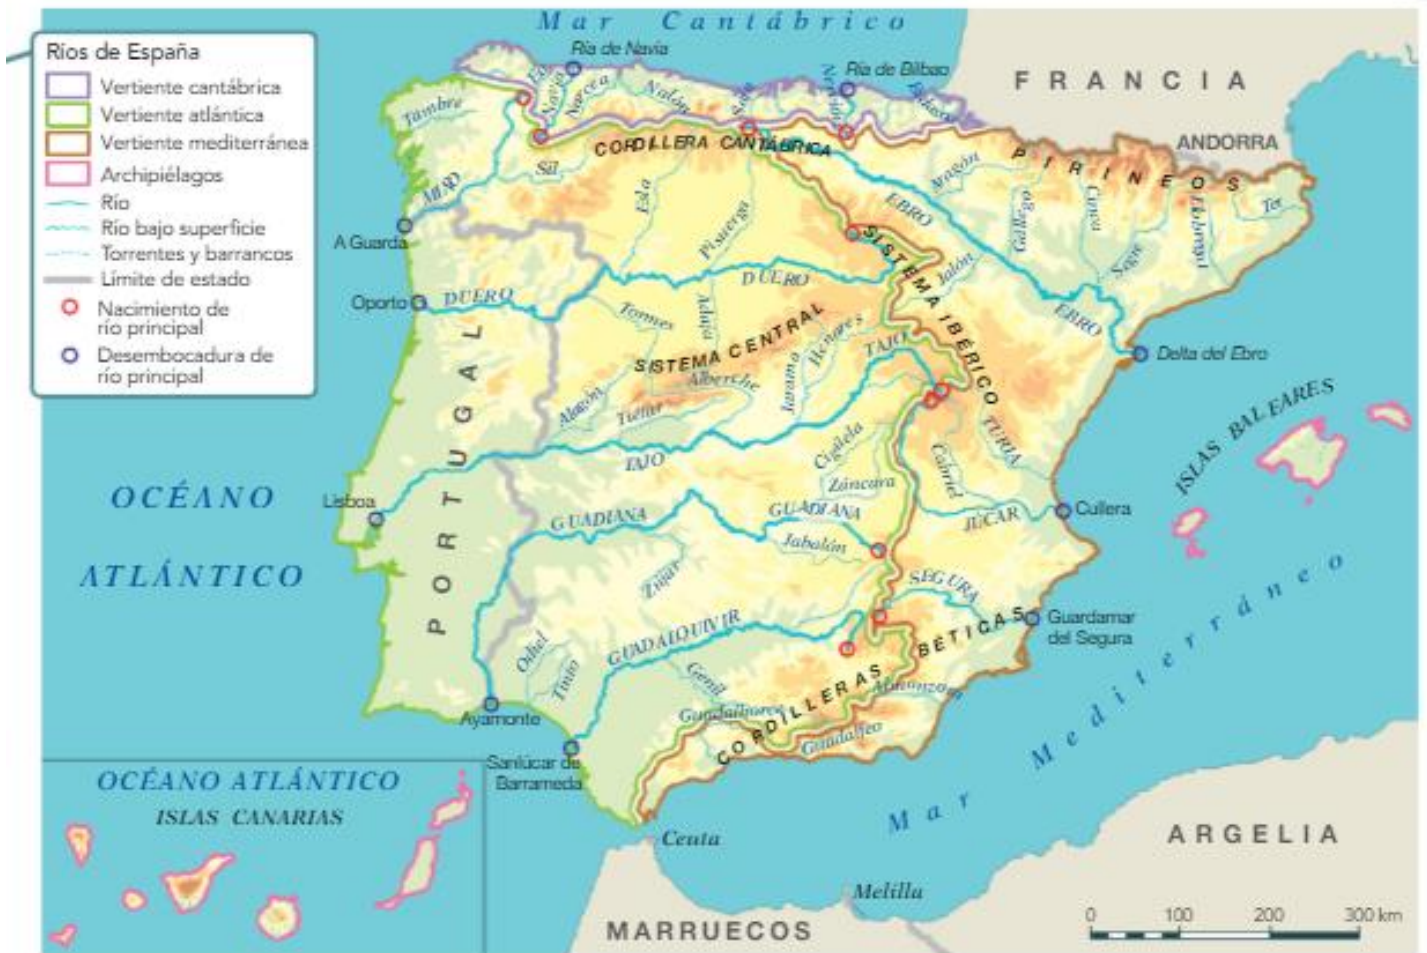 Mar Cantábrico
Ríos de España
Vertiente cantábrica
Vertiente atlántica
Vertiente mediterránea
Archipiélagos
Río
Río bajo superficie
Torrentes y barrancos
Límite de estado
Nacimiento de
río principal
Desembocadura de
río principal
Ría de Navia
Ría de Bilbao
FRANCIA
ANDORRA
Eo
Navia
Narcea
Nalón
Nervión
Tambre
CORDILLERA CANTÁBRICA
PIRINEOS
MIÑO
Sil
Esla
Pisuerga
EBRO
Aragón
Gállego
Cinca
Segre
Llobregat
Ter
A Guarda
SISTEMA IBÉRICO
Jalón
DUERO
Oporto
DUERO
EBRO
Delta del Ebro
Tormes
Adaja
SISTEMA CENTRAL
Henares
Jarama
TAJO
Alberche
Tiétar
Alagón
PORTUGAL
ISLAS BALEARES
TURIA
Cigüela
Cabriel
Záncara
TAJO
OCÉANO
ATLÁNTICO
Lisboa
GUADIANA
GUADIANA
JÚCAR
Cullera
Jabalón
Zújar
SEGURA
Guardamar
del Segura
GUADALQUIVIR
Odiel
Tinto
Genil
CORDILLERAS BÉTICAS
Almanzora
Guadalhorce
Guadalfeo
Ayamonte
Sanlúcar de
Barrameda
Mar Mediterráneo
OCÉANO ATLÁNTICO
ISLAS CANARIAS
Ceuta
Melilla
MARRUECOS
ARGELIA
0 100 200 300 km